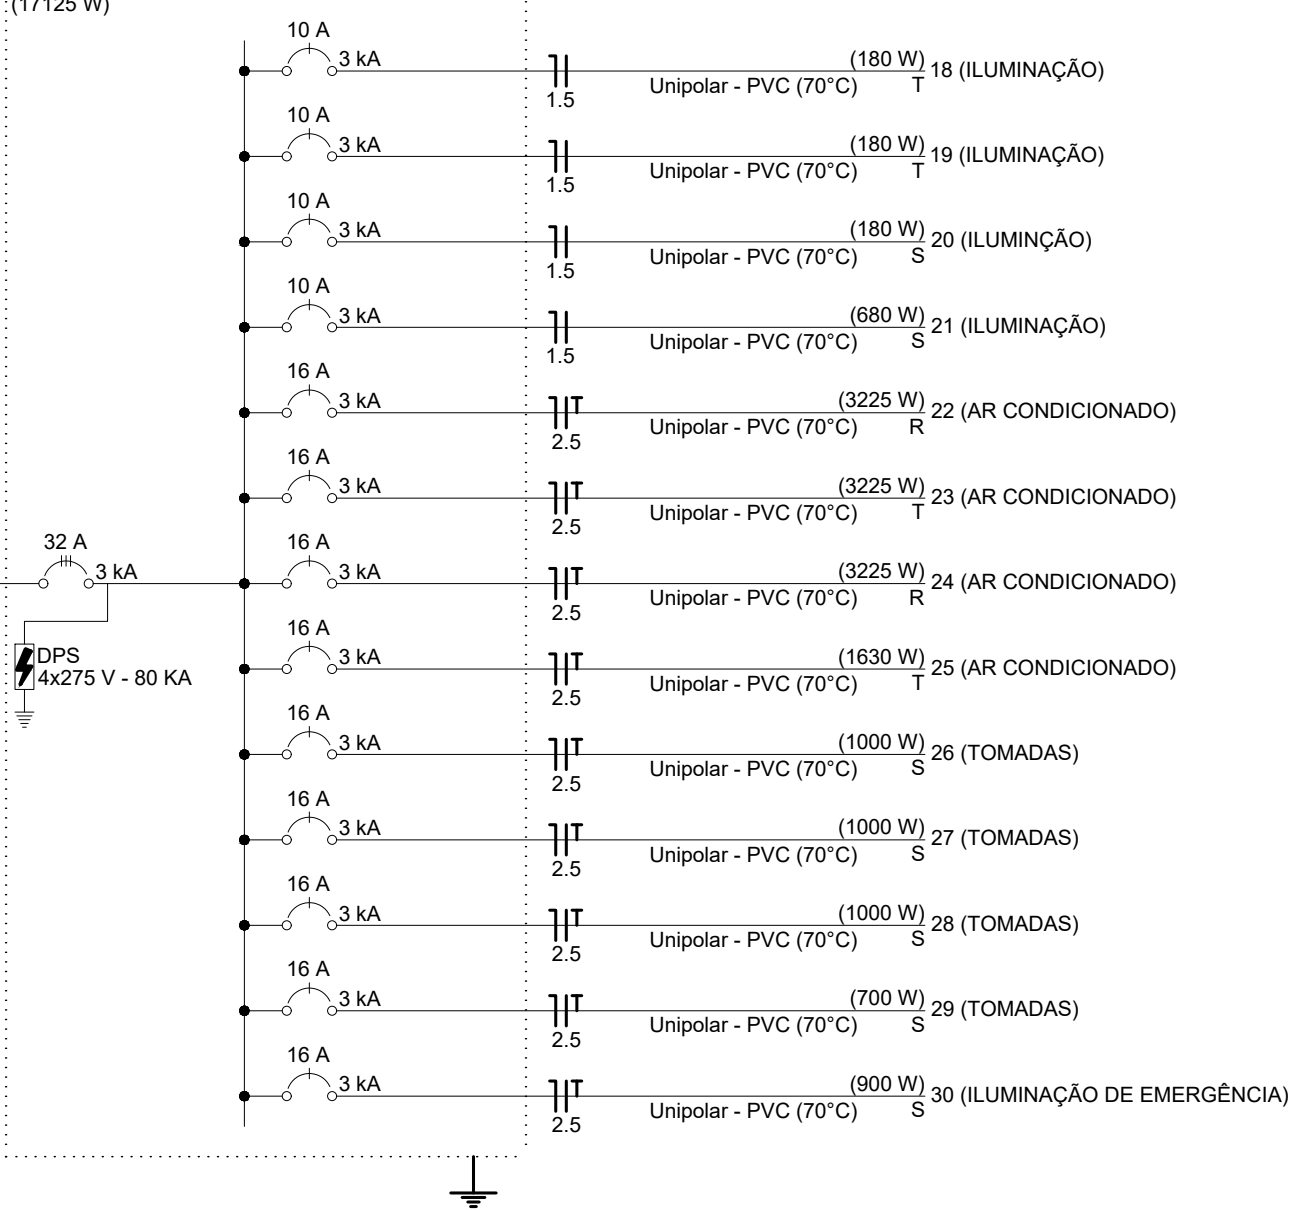 (17125 W)
10 A
3 kA
1.5
(180 W)
Unipolar - PVC (70°C)
T
18 (ILUMINAÇÃO)
10 A
3 kA
1.5
(180 W)
Unipolar - PVC (70°C)
T
19 (ILUMINAÇÃO)
10 A
3 kA
1.5
(180 W)
Unipolar - PVC (70°C)
S
20 (ILUMINÇÃO)
10 A
3 kA
1.5
(680 W)
Unipolar - PVC (70°C)
S
21 (ILUMINAÇÃO)
16 A
3 kA
2.5
(3225 W)
Unipolar - PVC (70°C)
R
22 (AR CONDICIONADO)
16 A
3 kA
2.5
(3225 W)
Unipolar - PVC (70°C)
T
23 (AR CONDICIONADO)
32 A
3 kA
DPS
4x275 V - 80 KA
16 A
3 kA
2.5
(3225 W)
Unipolar - PVC (70°C)
R
24 (AR CONDICIONADO)
16 A
3 kA
2.5
(1630 W)
Unipolar - PVC (70°C)
T
25 (AR CONDICIONADO)
16 A
3 kA
2.5
(1000 W)
Unipolar - PVC (70°C)
S
26 (TOMADAS)
16 A
3 kA
2.5
(1000 W)
Unipolar - PVC (70°C)
S
27 (TOMADAS)
16 A
3 kA
2.5
(1000 W)
Unipolar - PVC (70°C)
S
28 (TOMADAS)
16 A
3 kA
2.5
(700 W)
Unipolar - PVC (70°C)
S
29 (TOMADAS)
16 A
3 kA
2.5
(900 W)
Unipolar - PVC (70°C)
S
30 (ILUMINAÇÃO DE EMERGÊNCIA)